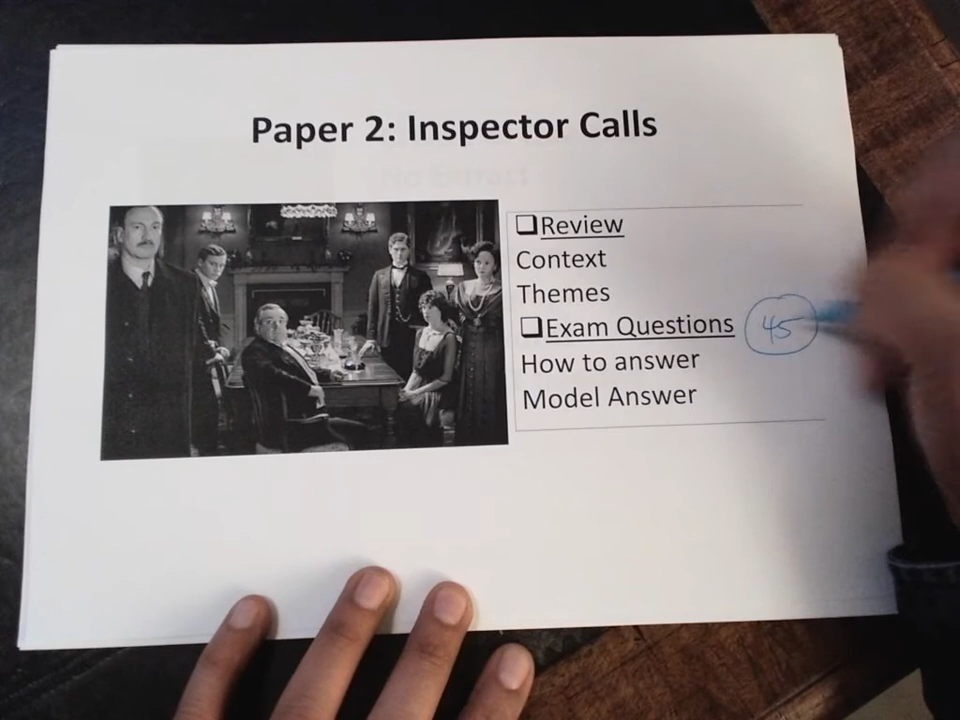 Paper 2: Inspector Calls
❑Review
Context
Themes
❑Exam Questions 45
How to answer
Model Answer